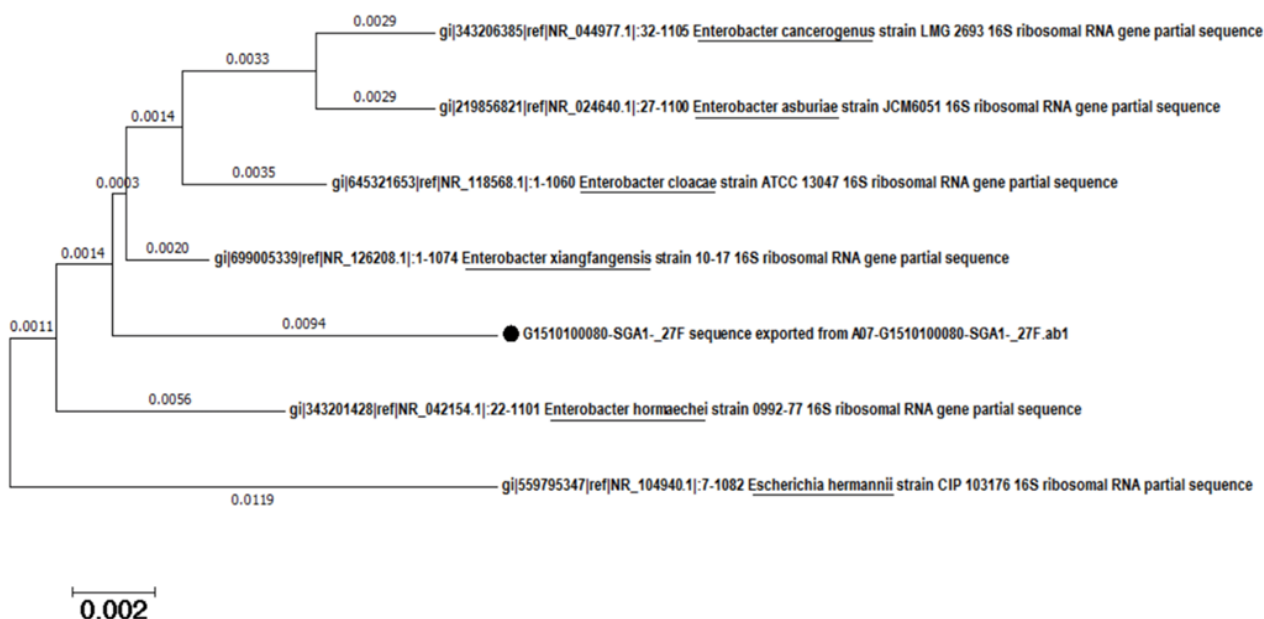 0.0029
gi|343206385|ref|NR_044977.1|:32-1105 Enterobacter cancerogenus strain LMG 2693 16S ribosomal RNA gene partial sequence
0.0033
0.0029
gi|219856821|ref|NR_024640.1|:27-1100 Enterobacter asburiae strain JCM6051 16S ribosomal RNA gene partial sequence
0.0014
0.0035
gi|645321653|ref|NR_118568.1|:1-1060 Enterobacter cloacae strain ATCC 13047 16S ribosomal RNA gene partial sequence
0.0003
0.0020
gi|699005339|ref|NR_126208.1|:1-1074 Enterobacter xiangfangensis strain 10-17 16S ribosomal RNA gene partial sequence
0.0014
0.0094
G1510100080-SGA1-_27F sequence exported from A07-G1510100080-SGA1-_27F.ab1
0.0011
0.0056
gi|343201428|ref|NR_042154.1|:22-1101 Enterobacter hormaechei strain 0992-77 16S ribosomal RNA gene partial sequence
gi|559795347|ref|NR_104940.1|:7-1082 Escherichia hermannii strain CIP 103176 16S ribosomal RNA partial sequence
0.0119
0.002